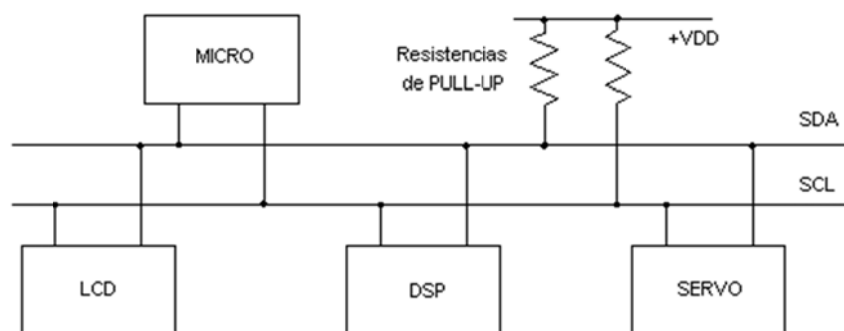 MICRO
Resistencias
de PULL-UP
+VDD
SDA
SCL
LCD
DSP
SERVO